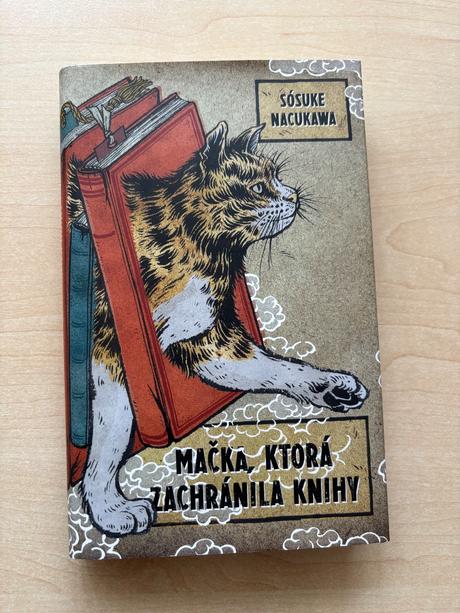 SÓSUKE
NACUKAWA
MAČKA, KTORÁ
ZACHRÁNILA KNIHY